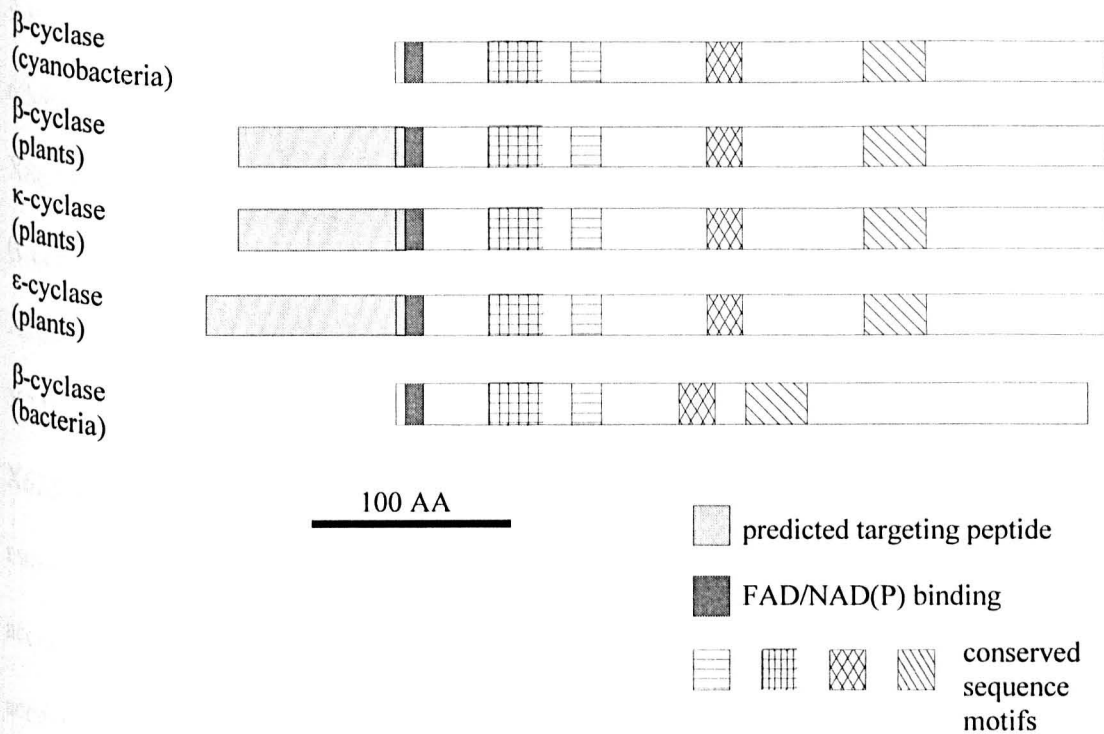 β-cyclase
(cyanobacteria)
β-cyclase
(plants)
κ-cyclase
(plants)
ε-cyclase
(plants)
β-cyclase
(bacteria)
100 AA
predicted targeting peptide
FAD/NAD(P) binding
conserved
sequence
motifs